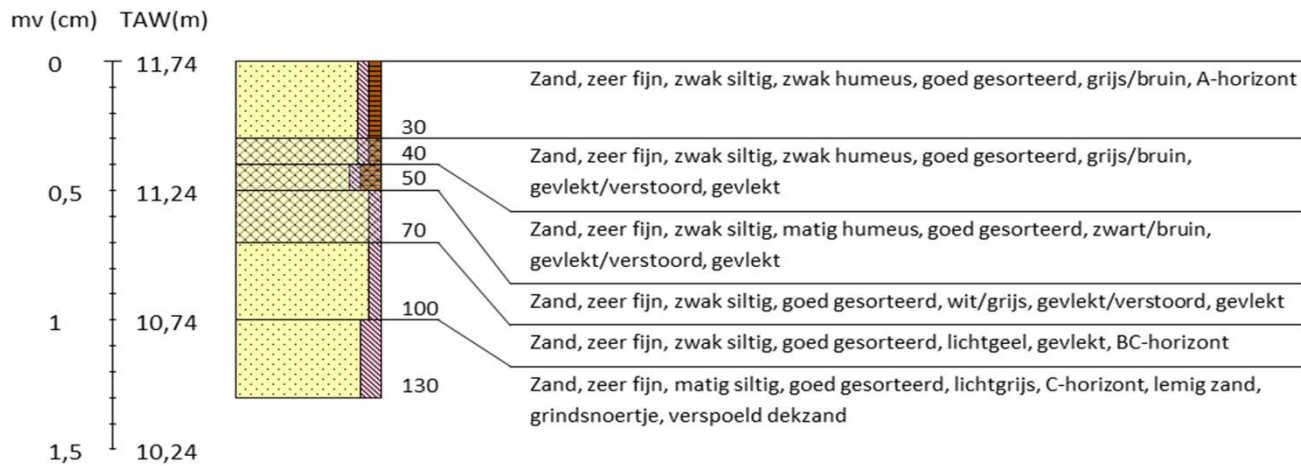 mv (cm) TAW(m)
0 11,74
Zand, zeer fijn, zwak siltig, zwak humeus, goed gesorteerd, grijs/bruin, A-horizont
30
40
Zand, zeer fijn, zwak siltig, zwak humeus, goed gesorteerd, grijs/bruin,
gevlekt/verstoord, gevlekt
50
0,5 11,24
70
Zand, zeer fijn, zwak siltig, matig humeus, goed gesorteerd, zwart/bruin,
gevlekt/verstoord, gevlekt
Zand, zeer fijn, zwak siltig, goed gesorteerd, wit/grijs, gevlekt/verstoord, gevlekt
100
1 10,74
Zand, zeer fijn, zwak siltig, goed gesorteerd, lichtgeel, gevlekt, BC-horizont
130
Zand, zeer fijn, matig siltig, goed gesorteerd, lichtgrijs, C-horizont, lemig zand,
grindsnoertje, verspoeld dekzand
1,5 10,24